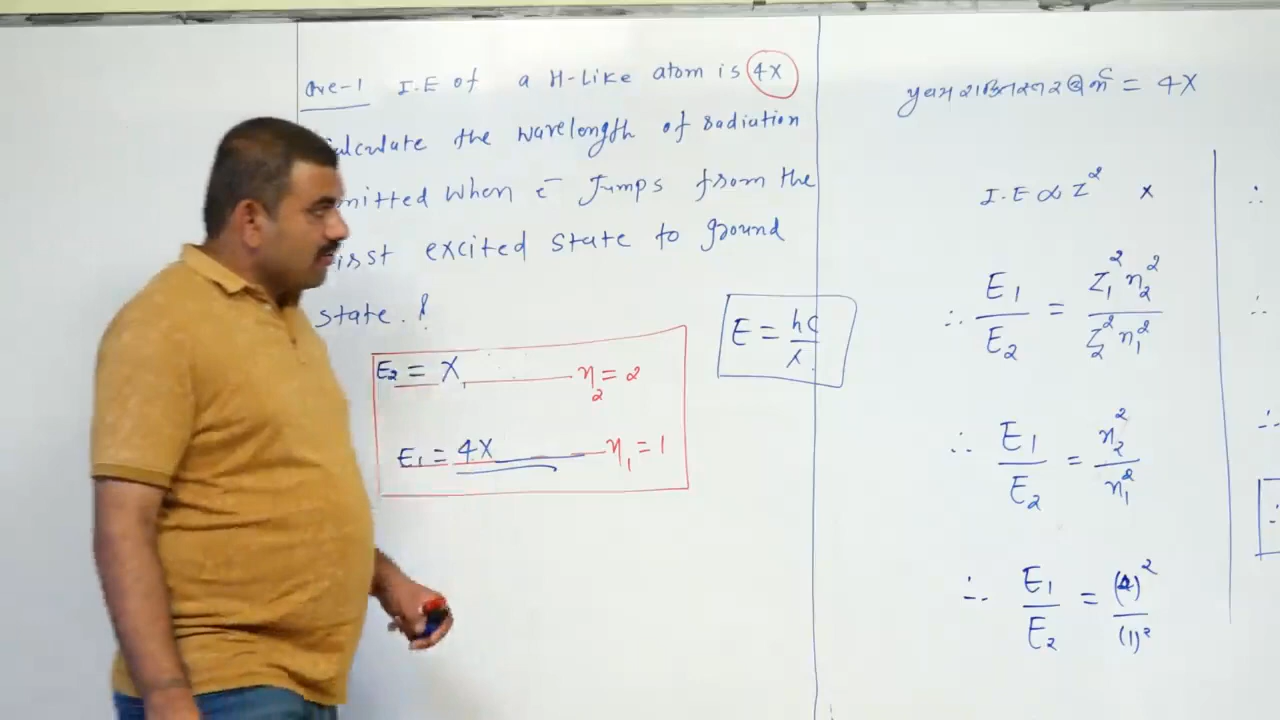 Que-1 I.E of a H-Like atom is 4X
calculate the wavelength of radiation
emitted when e⁻ Jumps from the
first excited state to ground
state.
E₂ = X n₂ = 2
E₁ = 4X n₁ = 1
E = hc/λ
= 4X
I.E ∝ Z² x
∴ E₁/E₂ = Z₁² n₂² / Z₂² n₁²
∴ E₁/E₂ = n₂²/n₁²
∴ E₁/E₂ = /(1)²